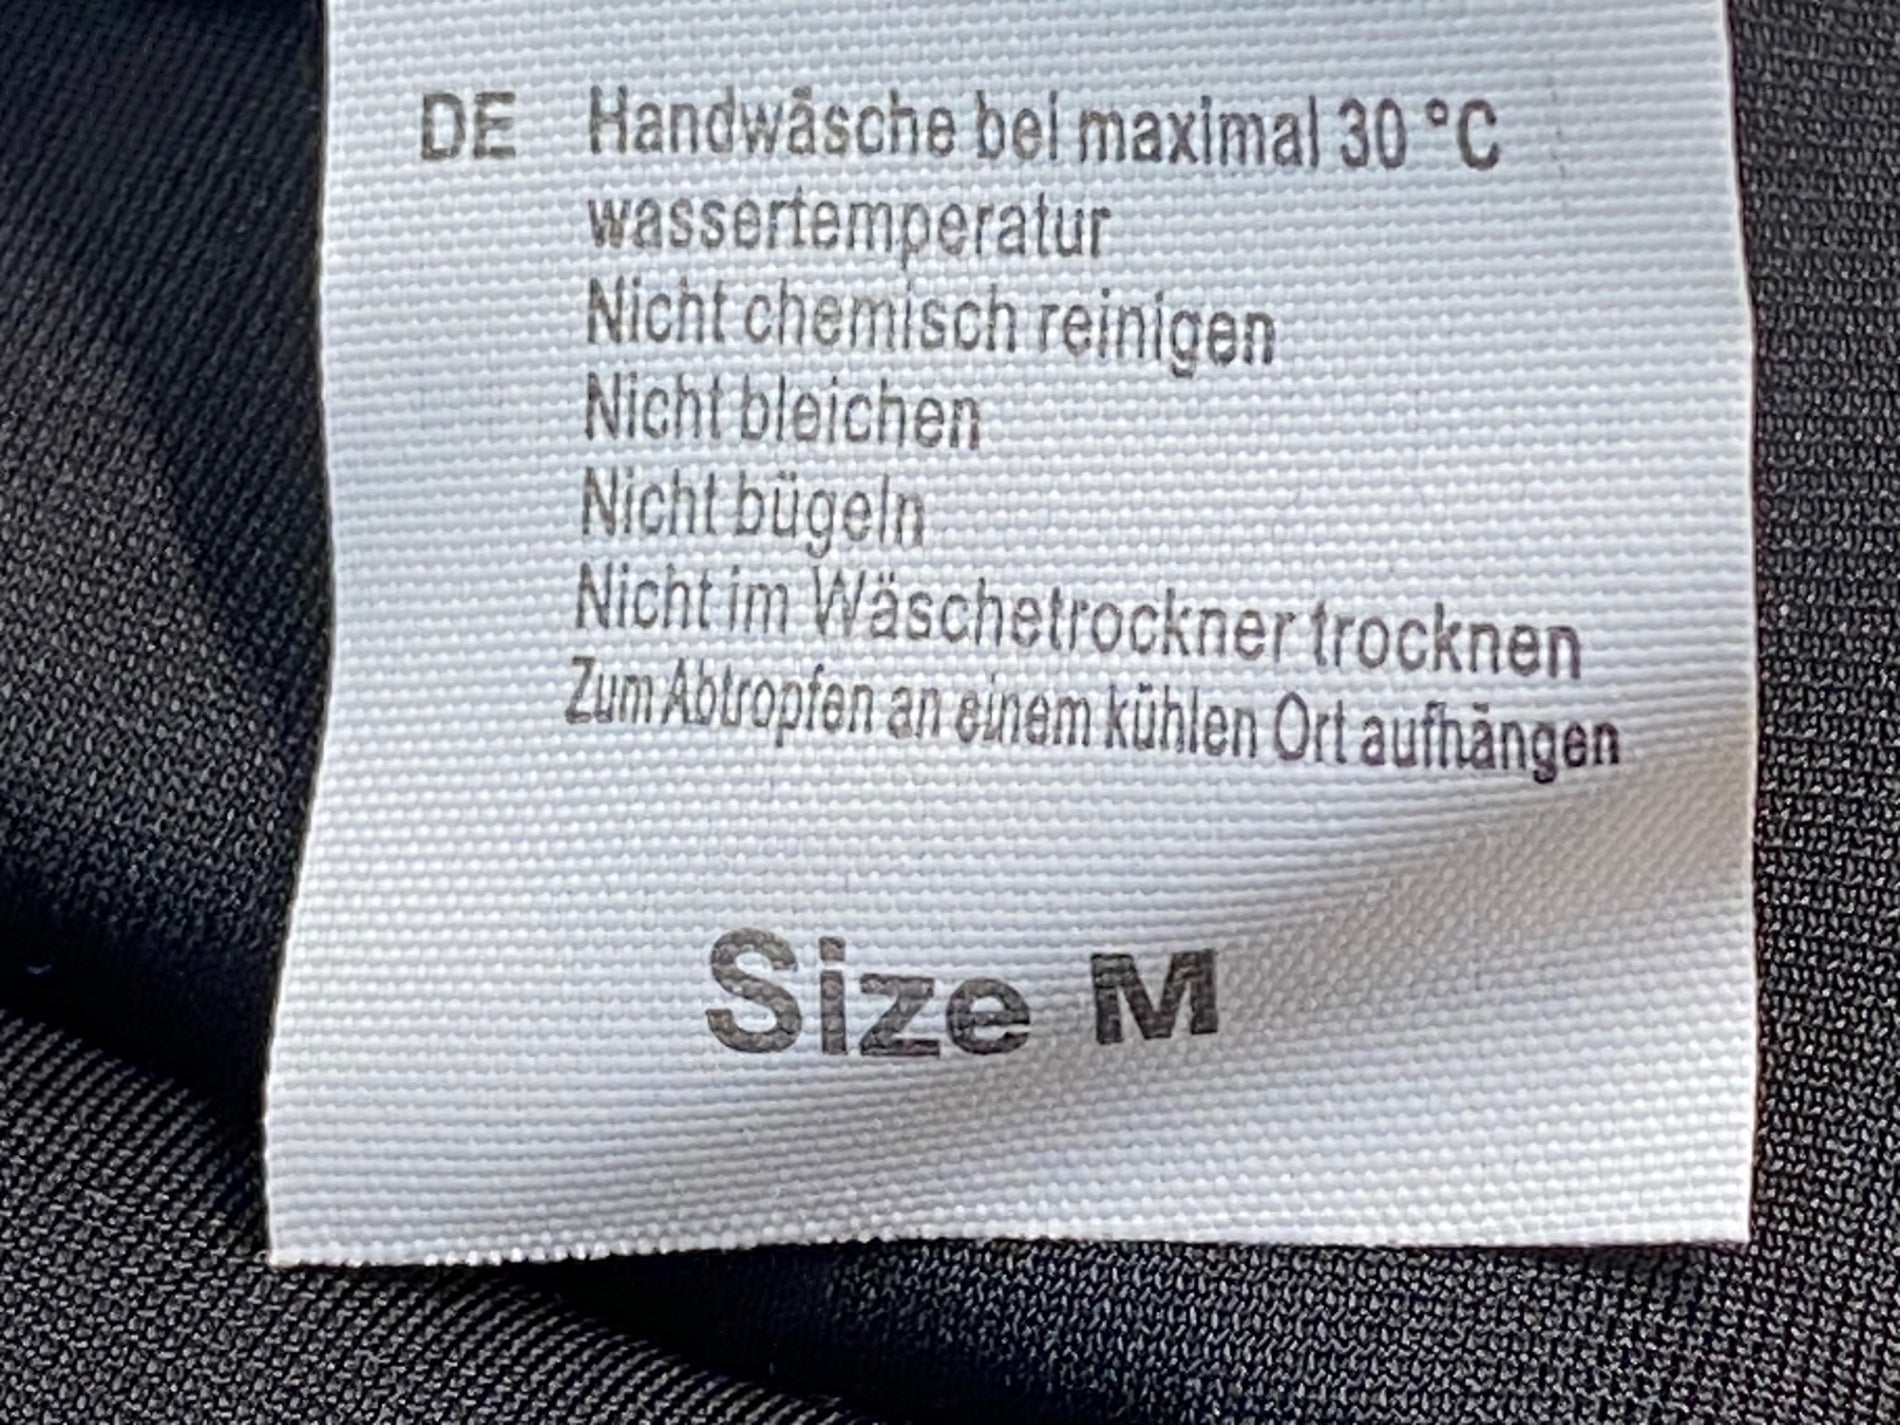 DE Handwäsche bei maximal 30 °C
wassertemperatur
Nicht chemisch reinigen
Nicht bleichen
Nicht bügeln
Nicht im Wäschetrockner trocknen
Zum Abtropfen an einem kühlen Ort aufhängen
Size M